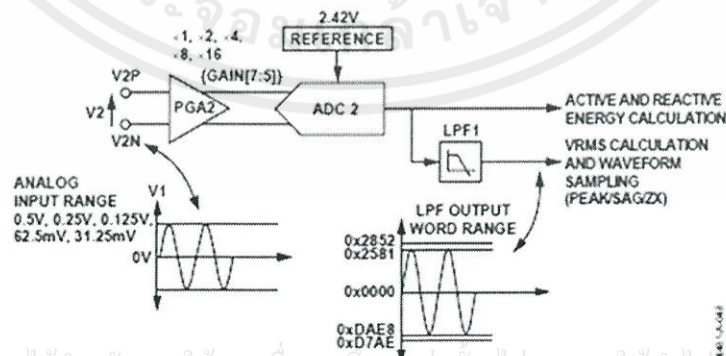 2.42V
REFERENCE
×1, ×2, ×4,
×8, ×16
{GAIN[7:5]}
V2P
V2
V2N
PGA2
ADC 2
ACTIVE AND REACTIVE
ENERGY CALCULATION
LPF1
VRMS CALCULATION
AND WAVEFORM
SAMPLING
(PEAK/SAG/ZX)
ANALOG
INPUT RANGE
0.5V, 0.25V, 0.125V,
62.5mV, 31.25mV
V1
0V
LPF OUTPUT
WORD RANGE
0x2852
0x2581
0x0000
0xDAE8
0xD7AE